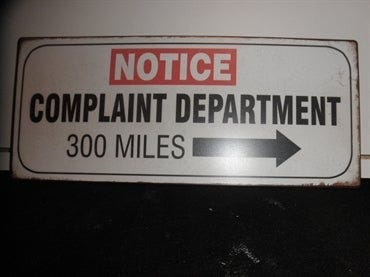 NOTICE
COMPLAINT DEPARTMENT
300 MILES